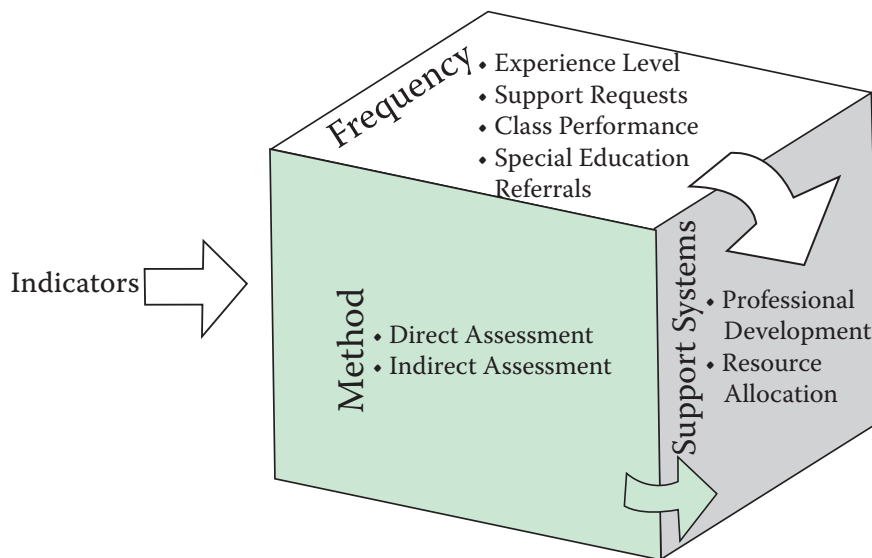 Frequency
• Experience Level
• Support Requests
• Class Performance
• Special Education
Referrals
Indicators
Method
• Direct Assessment
• Indirect Assessment
Support Systems
• Professional
Development
• Resource
Allocation